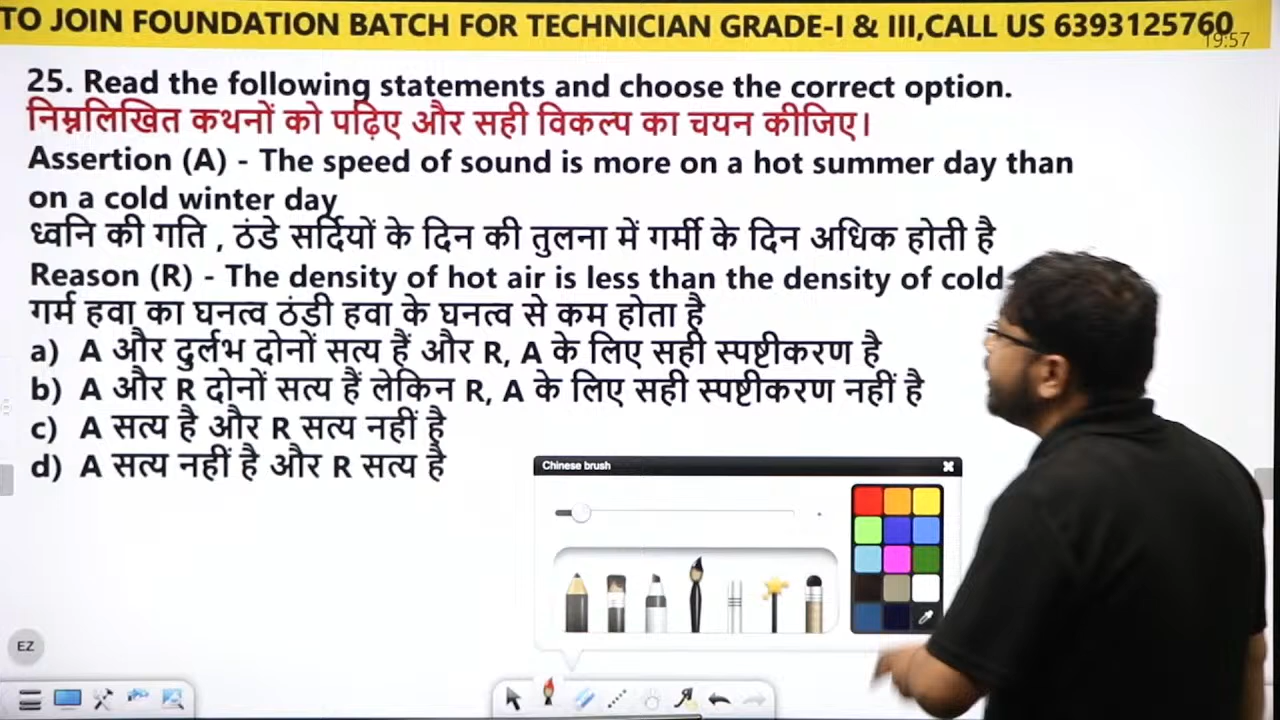 TO JOIN FOUNDATION BATCH FOR TECHNICIAN GRADE-I & III,CALL US 6393125760
19:57
25. Read the following statements and choose the correct option.
निम्नलिखित कथनों को पढ़िए और सही विकल्प का चयन कीजिए।
Assertion (A) - The speed of sound is more on a hot summer day than
on a cold winter day
ध्वनि की गति , ठंडे सर्दियों के दिन की तुलना में गर्मी के दिन अधिक होती है
Reason (R) - The density of hot air is less than the density of cold
गर्म हवा का घनत्व ठंडी हवा के घनत्व से कम होता है
a) A और दुर्लभ दोनों सत्य हैं और R, A के लिए सही स्पष्टीकरण है
b) A और R दोनों सत्य हैं लेकिन R, A के लिए सही स्पष्टीकरण नहीं है
c) A सत्य है और R सत्य नहीं है
d) A सत्य नहीं है और R सत्य है
Chinese brush
EZ